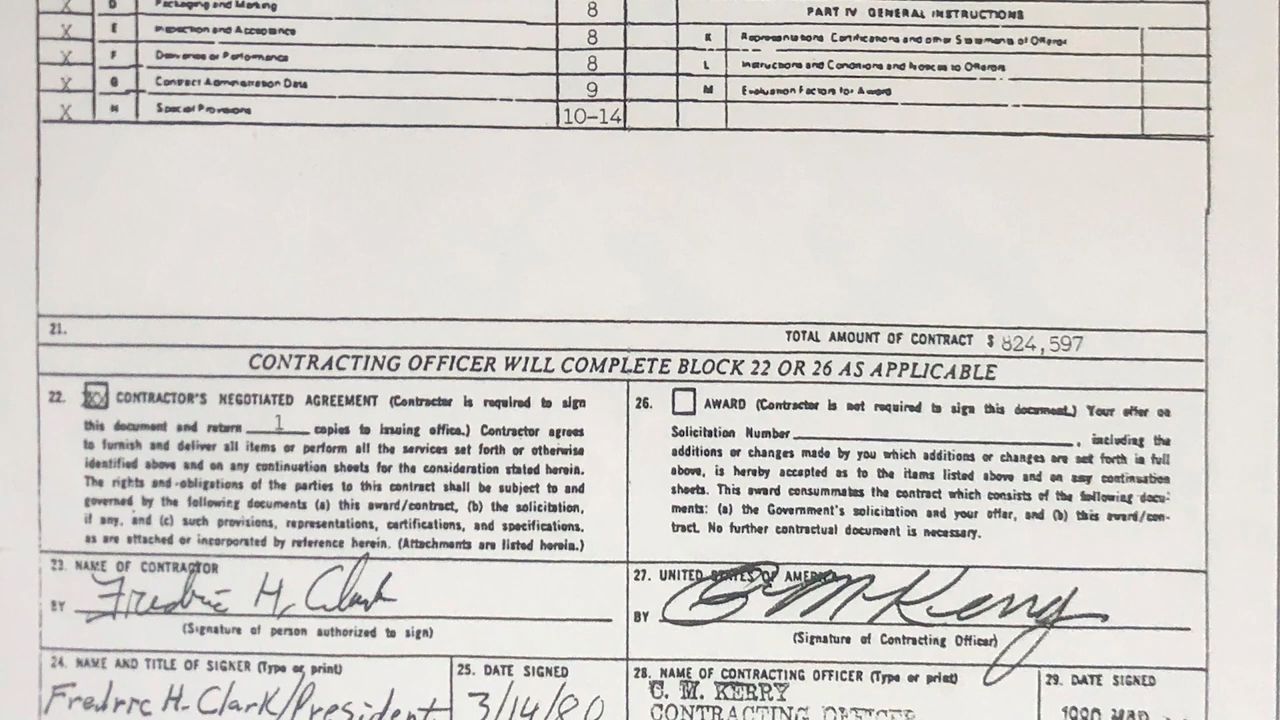 X D Packaging and Marking 8 PART IV GENERAL INSTRUCTIONS
X E Inspection and Acceptance 8 K Representations Certifications and other Statements of Offeror
X F Deliveries or Performance 8 L Instructions and Conditions and Notices to Offerors
X G Contract Administration Data 9 M Evaluation Factors for Award
X H Special Provisions 10-14
21. TOTAL AMOUNT OF CONTRACT $ 824,597
CONTRACTING OFFICER WILL COMPLETE BLOCK 22 OR 26 AS APPLICABLE
22. CONTRACTOR'S NEGOTIATED AGREEMENT (Contractor is required to sign
this document and return 1 copies to issuing office.) Contractor agrees
to furnish and deliver all items or perform all the services set forth or otherwise
identified above and on any continuation sheets for the consideration stated herein.
The rights and obligations of the parties to this contract shall be subject to and
governed by the following documents (a) this award/contract, (b) the solicitation,
if any, and (c) such provisions, representations, certifications, and specifications,
as are attached or incorporated by reference herein. (Attachments are listed herein.)
26. AWARD (Contractor is not required to sign this document.) Your offer on
Solicitation Number , including the
additions or changes made by you which additions or changes are set forth in full
above, is hereby accepted as to the items listed above and on any continuation
sheets. This award consummates the contract which consists of the following docu-
ments: (a) the Government's solicitation and your offer, and (b) this award/con-
tract. No further contractual document is necessary.
23. NAME OF CONTRACTOR
BY Fredric H. Clark
(Signature of person authorized to sign)
27. UNITED STATES OF AMERICA
BY C M Kerry
(Signature of Contracting Officer)
24. NAME AND TITLE OF SIGNER (Type or print)
Fredric H. Clark/President
25. DATE SIGNED
3/14/80
28. NAME OF CONTRACTING OFFICER (Type or print)
C. M. KERRY
CONTRACTING OFFICER
29. DATE SIGNED
1980 MAR